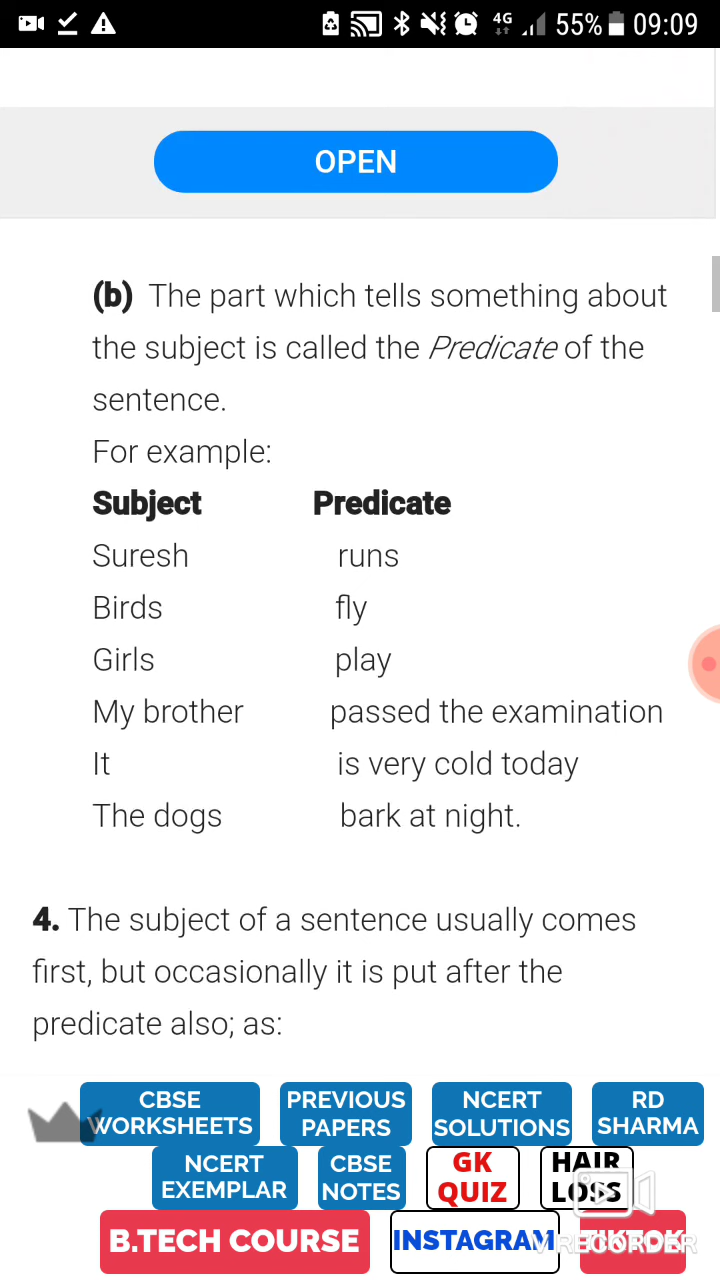 4G 55% 09:09
OPEN
(b) The part which tells something about
the subject is called the Predicate of the
sentence.
For example:
Subject Predicate
Suresh runs
Birds fly
Girls play
My brother passed the examination
It is very cold today
The dogs bark at night.
4. The subject of a sentence usually comes
first, but occasionally it is put after the
predicate also; as:
CBSE WORKSHEETS
PREVIOUS PAPERS
NCERT SOLUTIONS
RD SHARMA
NCERT EXEMPLAR
CBSE NOTES
GK QUIZ
HAIR LOSS
B.TECH COURSE
INSTAGRAM